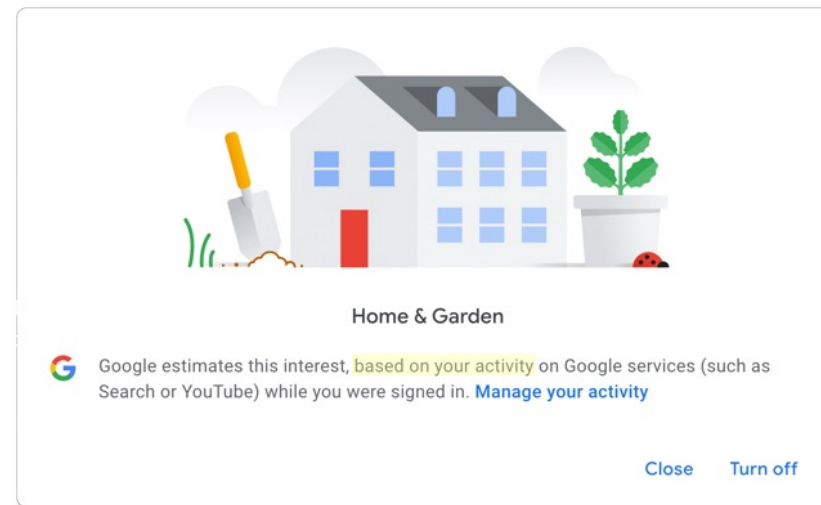 Home & Garden
Google estimates this interest, based on your activity on Google services (such as
Search or YouTube) while you were signed in. Manage your activity
Close Turn off